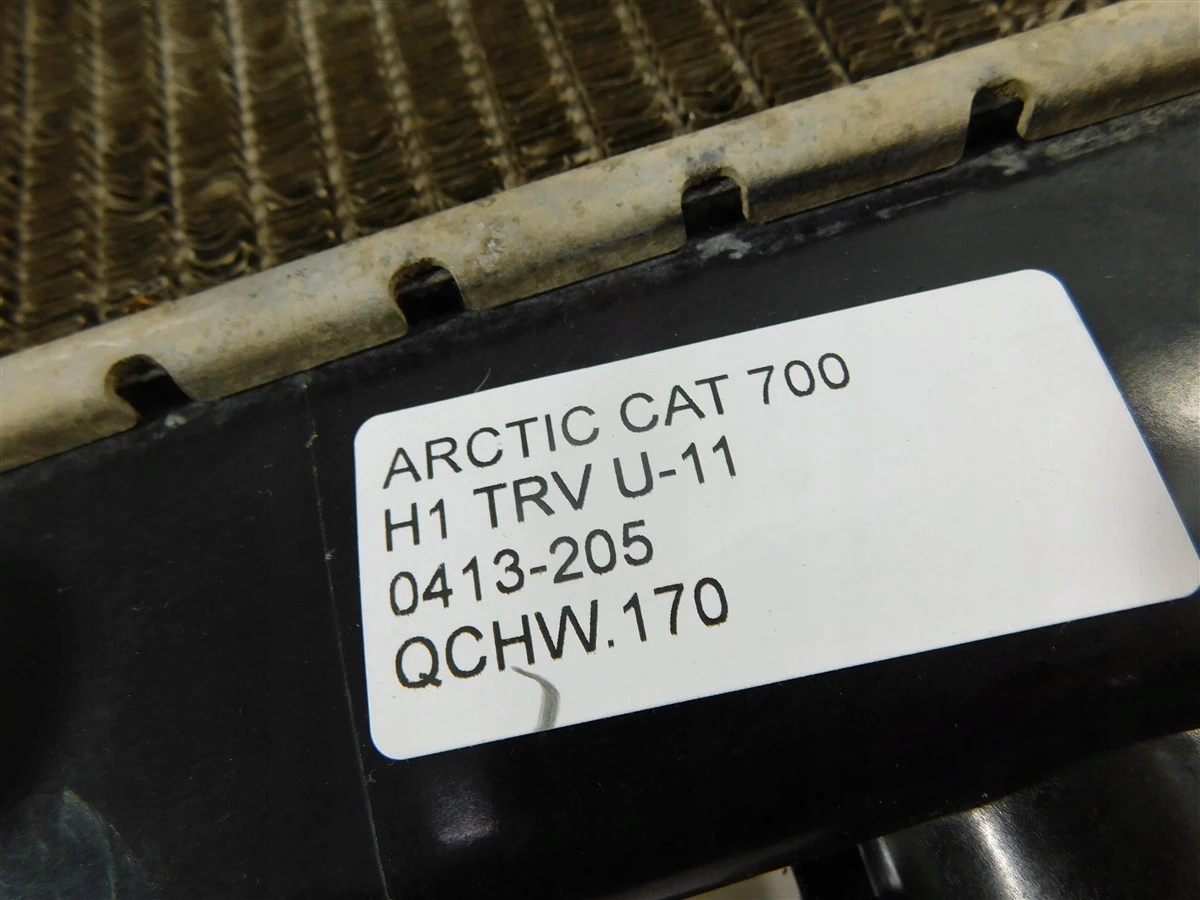 ARCTIC CAT 700
H1 TRV U-11
0413-205
QCHW.170